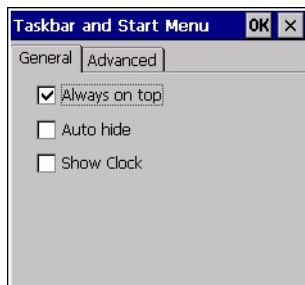 Taskbar and Start Menu OK ×
General Advanced
Always on top
Auto hide
Show Clock